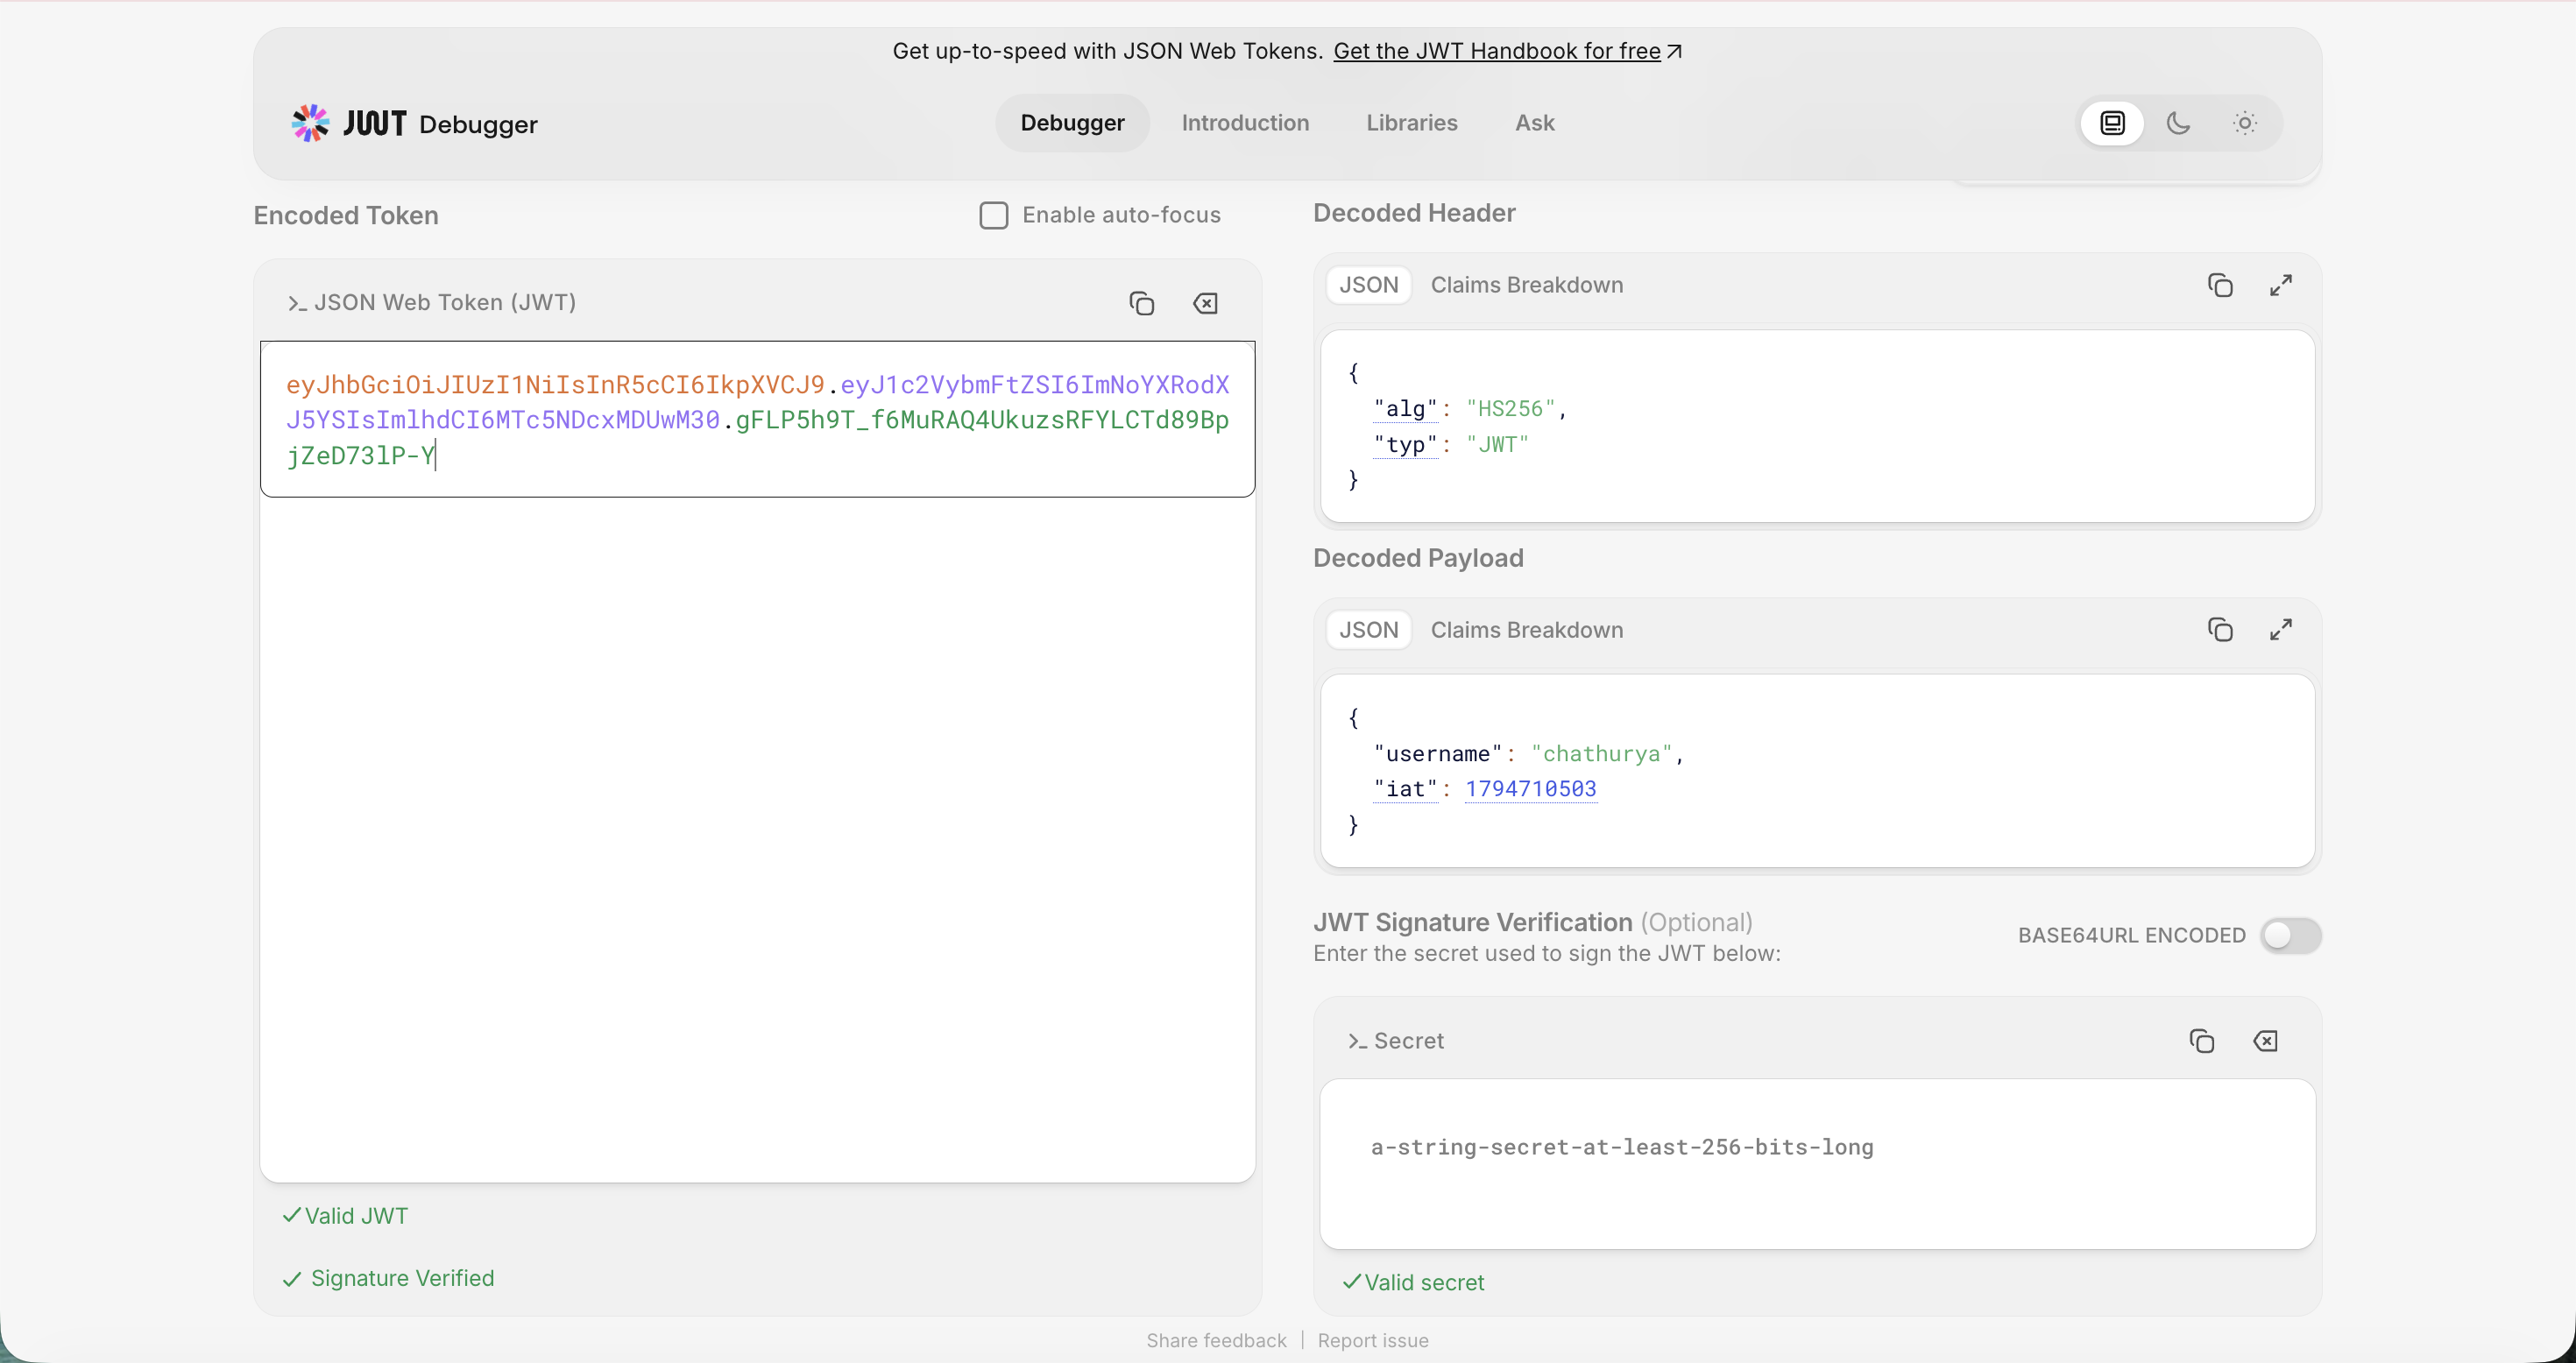 Get up-to-speed with JSON Web Tokens. Get the JWT Handbook for free
JWT Debugger
Debugger Introduction Libraries Ask
Encoded Token
Enable auto-focus
JSON Web Token (JWT)
eyJhbGciOiJIUzI1NiIsInR5cCI6IkpXVCJ9.eyJ1c2VybmFtZSI6ImNoYXRodX
J5YSIsImlhdCI6MTc5NDcxMDUwM30.gFLP5h9T_f6MuRAQ4UkuzsRFYLCTd89Bp
jZeD73lP-Y
Valid JWT
Signature Verified
Decoded Header
JSON Claims Breakdown
{
"alg": "HS256",
"typ": "JWT"
}
Decoded Payload
JSON Claims Breakdown
{
"username": "chathurya",
"iat": 1794710503
}
JWT Signature Verification (Optional)
Enter the secret used to sign the JWT below:
BASE64URL ENCODED
Secret
a-string-secret-at-least-256-bits-long
Valid secret
Share feedback | Report issue